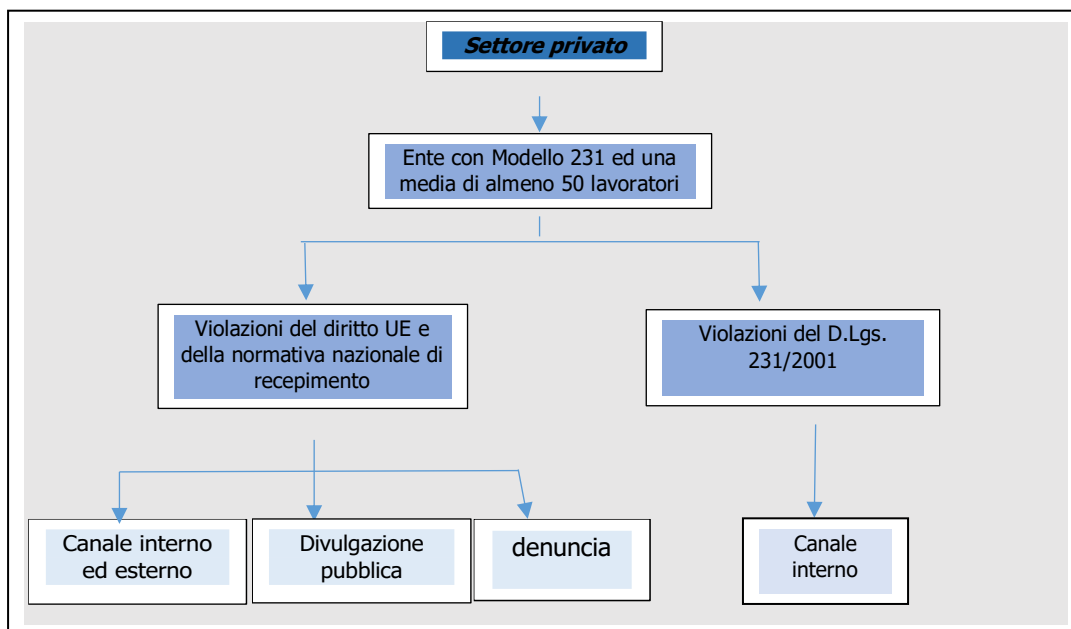 Settore privato
Ente con Modello 231 ed una
media di almeno 50 lavoratori
Violazioni del diritto UE e
della normativa nazionale di
recepimento
Violazioni del D.Lgs.
231/2001
Canale interno
ed esterno
Divulgazione
pubblica
denuncia
Canale
interno